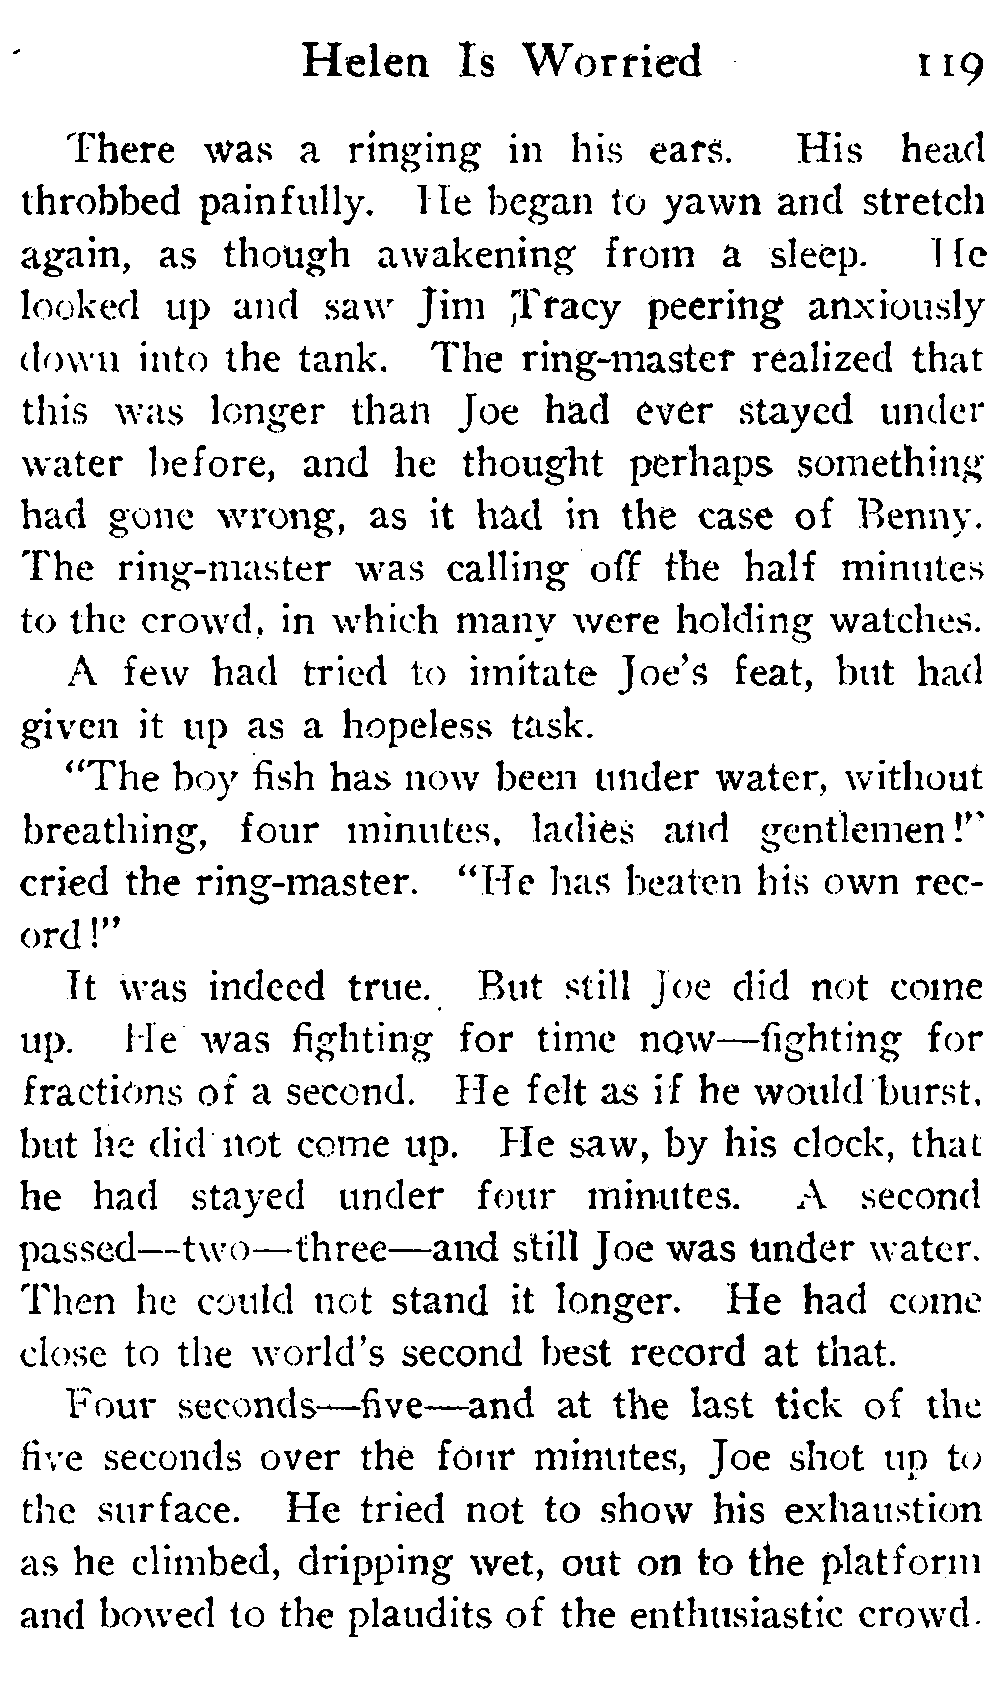 Helen Is Worried 119
There was a ringing in his ears. His head
throbbed painfully. He began to yawn and stretch
again, as though awakening from a sleep. He
looked up and saw Jim Tracy peering anxiously
down into the tank. The ring-master realized that
this was longer than Joe had ever stayed under
water before, and he thought perhaps something
had gone wrong, as it had in the case of Benny.
The ring-master was calling off the half minutes
to the crowd, in which many were holding watches.
A few had tried to imitate Joe's feat, but had
given it up as a hopeless task.
"The boy fish has now been under water, without
breathing, four minutes, ladies and gentlemen!"
cried the ring-master. "He has beaten his own rec-
ord!"
It was indeed true. But still Joe did not come
up. He was fighting for time now—fighting for
fractions of a second. He felt as if he would burst,
but he did not come up. He saw, by his clock, that
he had stayed under four minutes. A second
passed—two—three—and still Joe was under water.
Then he could not stand it longer. He had come
close to the world's second best record at that.
Four seconds—five—and at the last tick of the
five seconds over the four minutes, Joe shot up to
the surface. He tried not to show his exhaustion
as he climbed, dripping wet, out on to the platform
and bowed to the plaudits of the enthusiastic crowd.